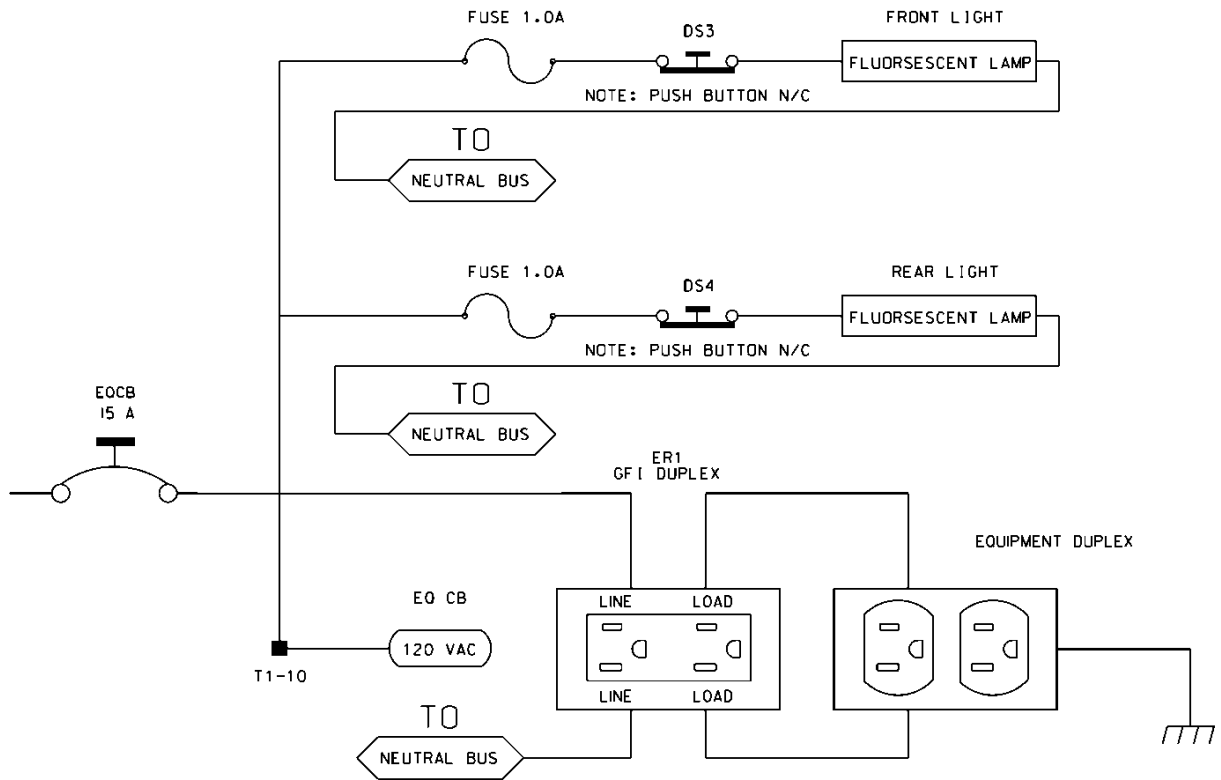 FUSE 1.0A
DS3
FRONT LIGHT
FLUORSESCENT LAMP
NOTE: PUSH BUTTON N/C
TO
NEUTRAL BUS
FUSE 1.0A
DS4
REAR LIGHT
FLUORSESCENT LAMP
NOTE: PUSH BUTTON N/C
TO
NEUTRAL BUS
EQCB
15 A
ER1
GFI DUPLEX
EQUIPMENT DUPLEX
EQ CB
120 VAC
T1-10
LINE LOAD
LINE LOAD
TO
NEUTRAL BUS